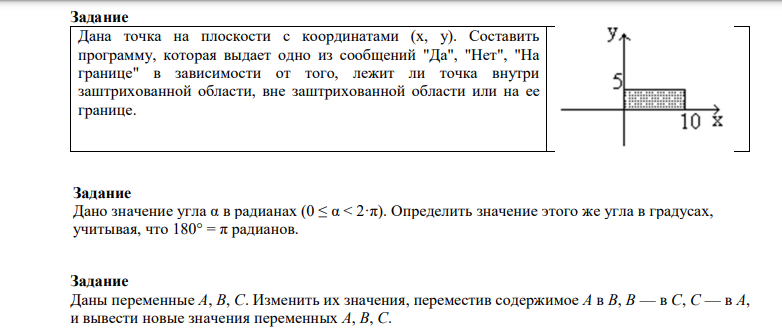 Задание
Дана точка на плоскости с координатами (x, y). Составить
программу, которая выдает одно из сообщений "Да", "Нет", "На
границе" в зависимости от того, лежит ли точка внутри
заштрихованной области, вне заштрихованной области или на ее
границе.
y
5
10 x
Задание
Дано значение угла α в радианах (0 ≤ α < 2·π). Определить значение этого же угла в градусах,
учитывая, что 180° = π радианов.
Задание
Даны переменные A, B, C. Изменить их значения, переместив содержимое A в B, B — в C, C — в A,
и вывести новые значения переменных A, B, C.